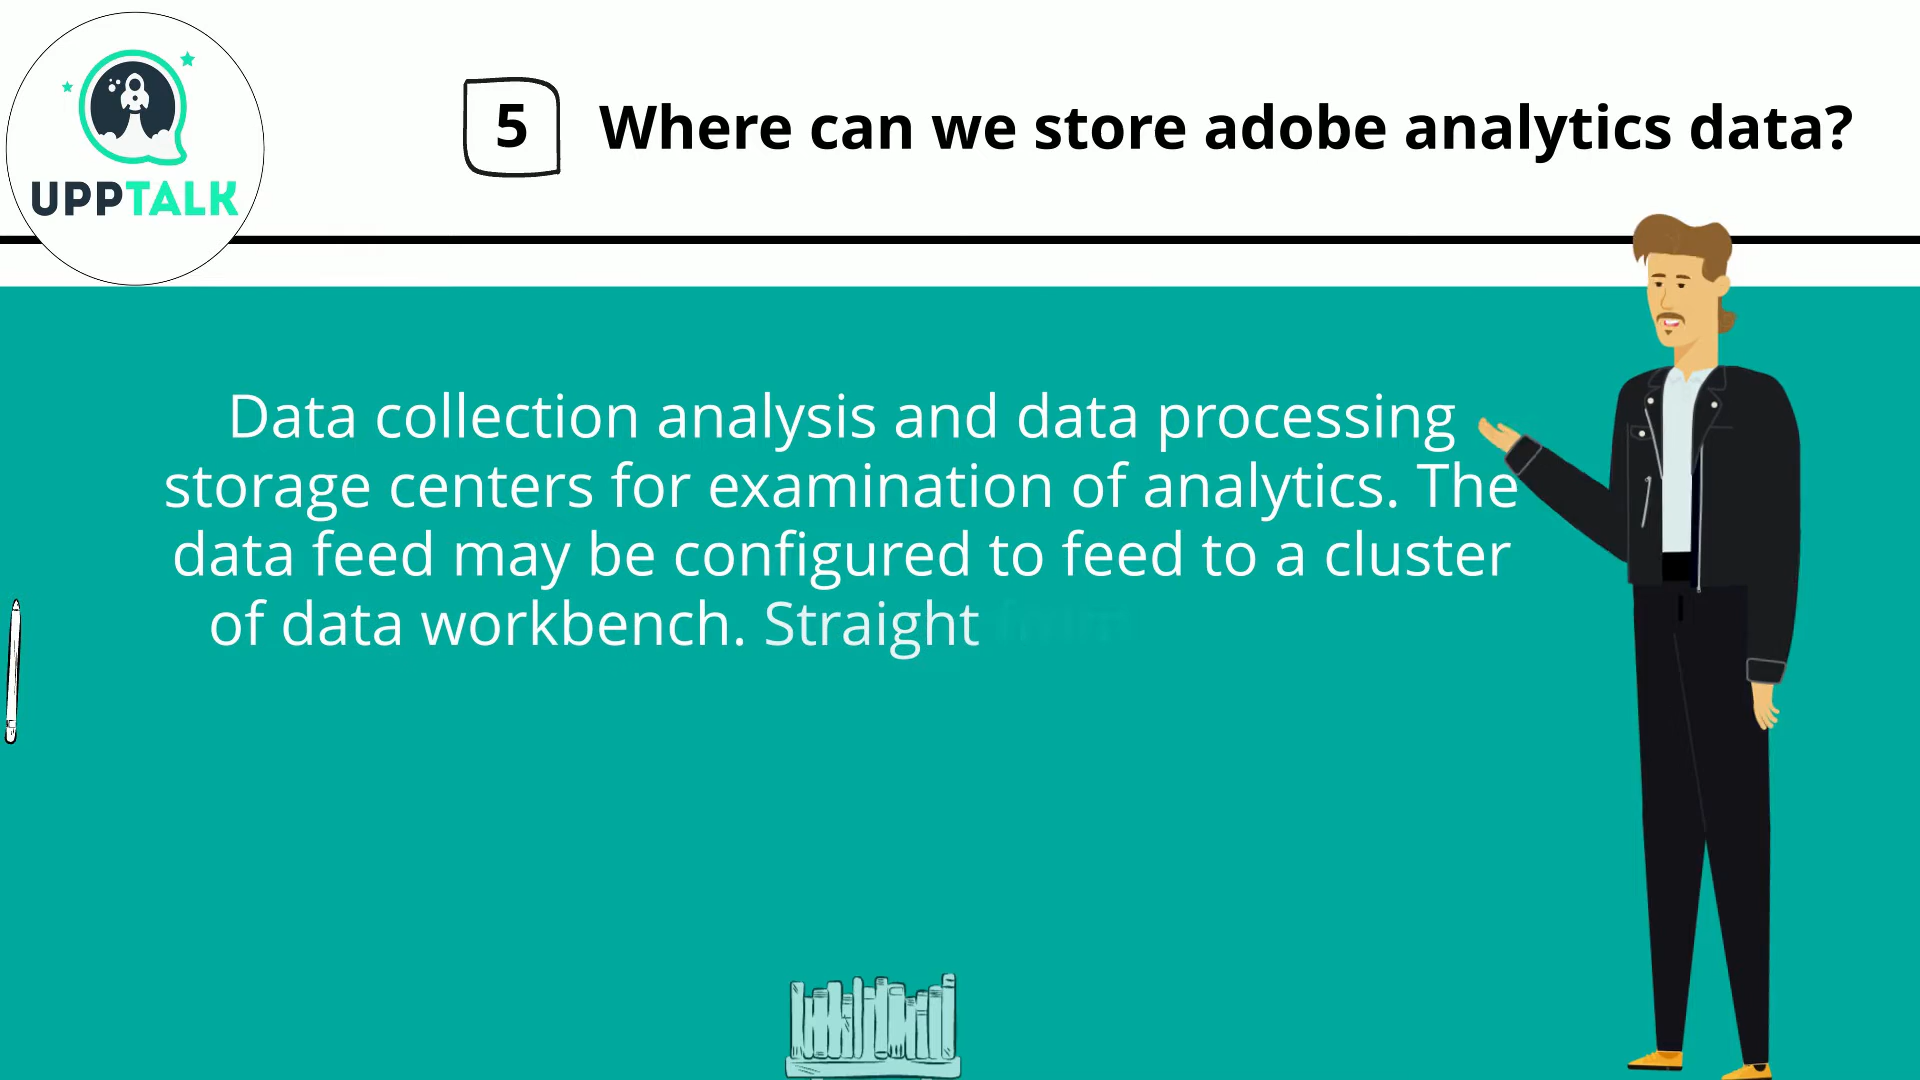 UPPTALK
5 Where can we store adobe analytics data?
Data collection analysis and data processing
storage centers for examination of analytics. The
data feed may be configured to feed to a cluster
of data workbench. Straight